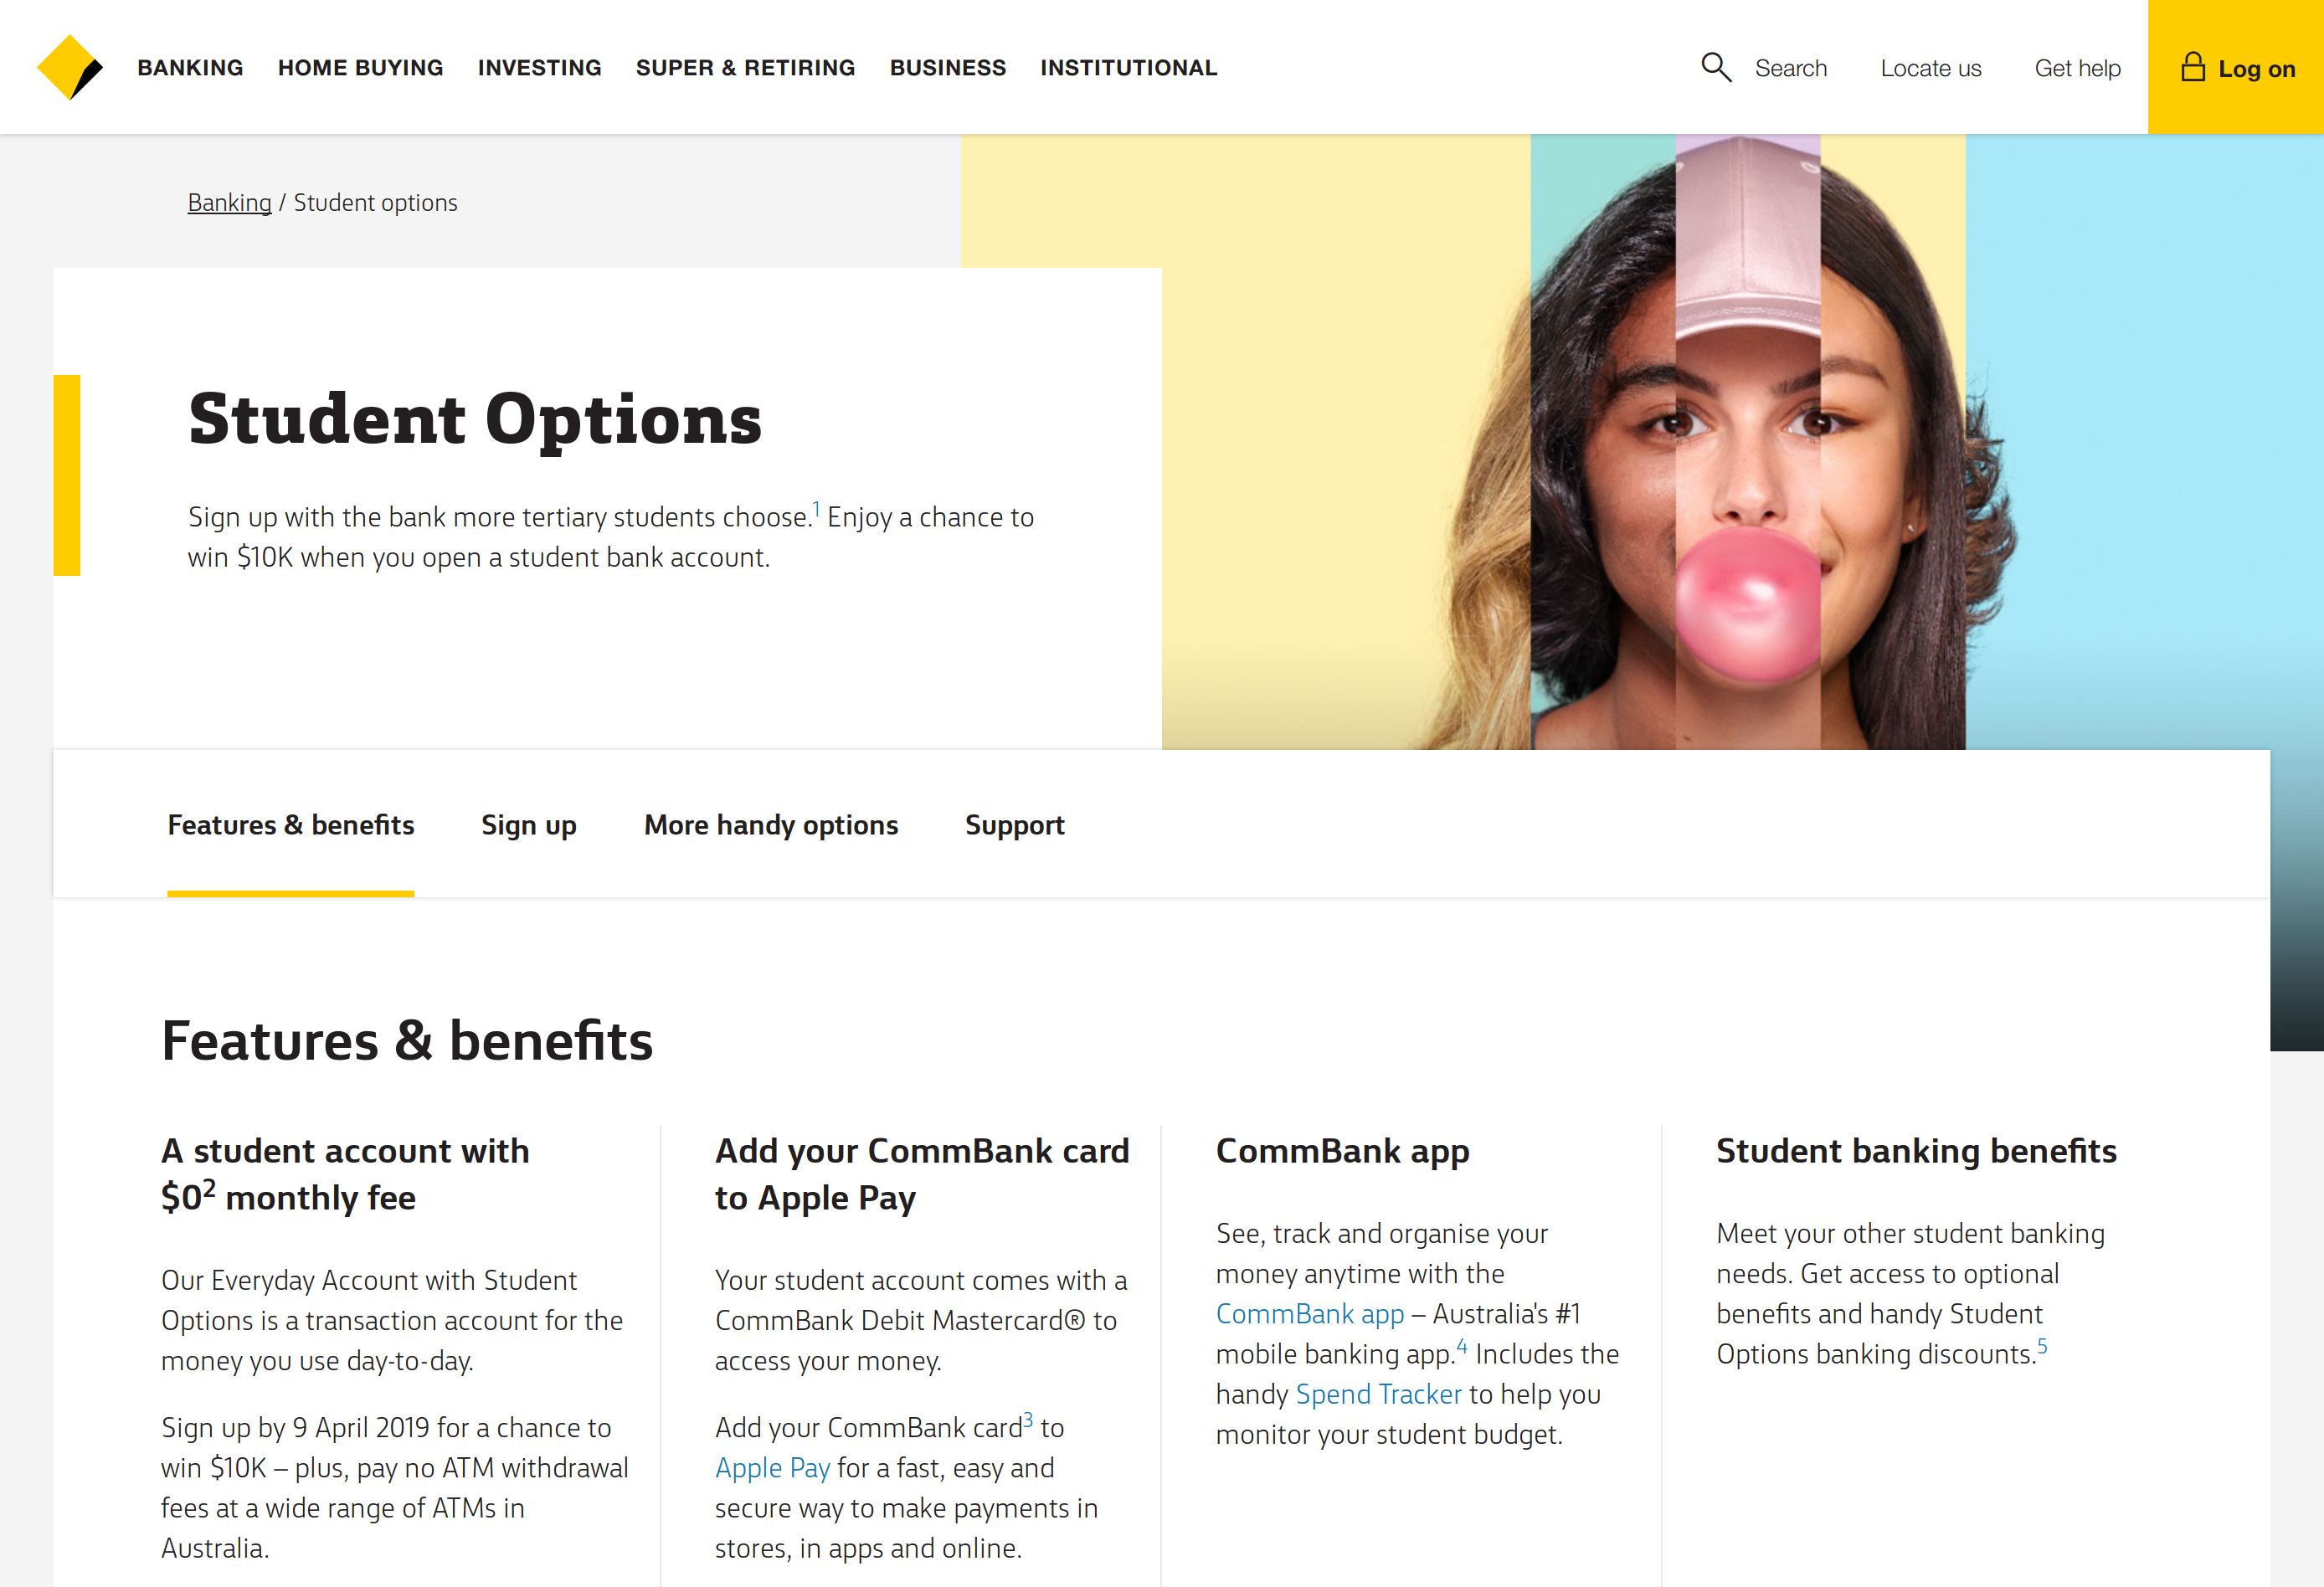 BANKING HOME BUYING INVESTING SUPER & RETIRING BUSINESS INSTITUTIONAL Search Locate us Get help Log on
Banking / Student options
Student Options
Sign up with the bank more tertiary students choose.1 Enjoy a chance to
win $10K when you open a student bank account.
Features & benefits Sign up More handy options Support
Features & benefits
A student account with
$0² monthly fee
Our Everyday Account with Student
Options is a transaction account for the
money you use day-to-day.
Sign up by 9 April 2019 for a chance to
win $10K – plus, pay no ATM withdrawal
fees at a wide range of ATMs in
Australia.
Add your CommBank card
to Apple Pay
Your student account comes with a
CommBank Debit Mastercard® to
access your money.
Add your CommBank card3 to
Apple Pay for a fast, easy and
secure way to make payments in
stores, in apps and online.
CommBank app
See, track and organise your
money anytime with the
CommBank app – Australia's #1
mobile banking app.4 Includes the
handy Spend Tracker to help you
monitor your student budget.
Student banking benefits
Meet your other student banking
needs. Get access to optional
benefits and handy Student
Options banking discounts.5